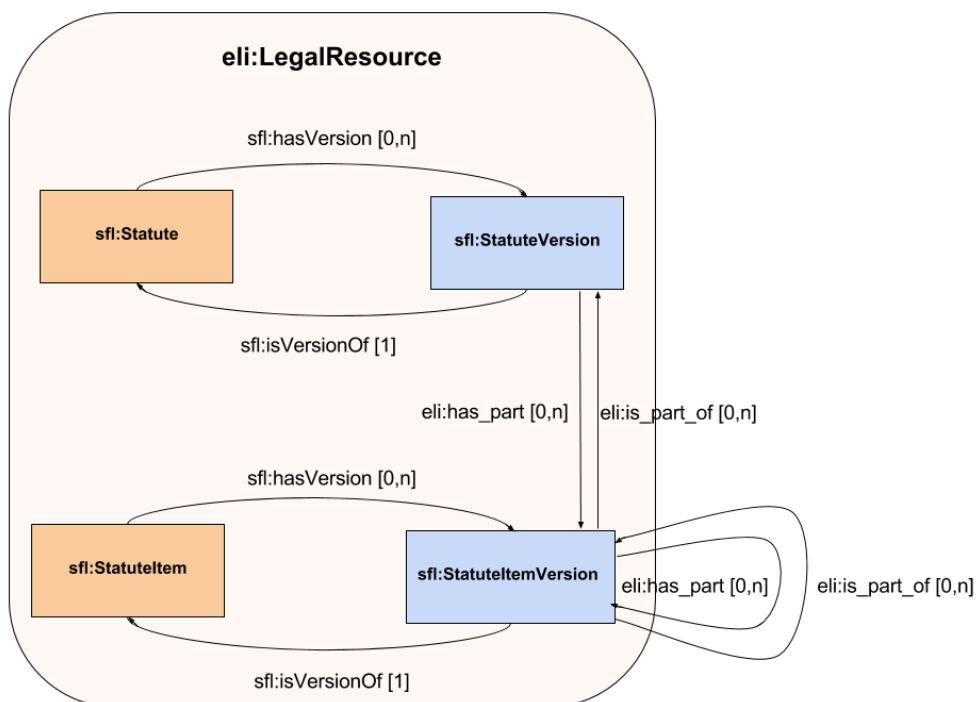 eli:LegalResource
sfl:hasVersion [0,n]
sfl:Statute
sfl:StatuteVersion
sfl:isVersionOf [1]
eli:has_part [0,n]
eli:is_part_of [0,n]
sfl:hasVersion [0,n]
sfl:StatuteItem
sfl:StatuteItemVersion
eli:has_part [0,n]
eli:is_part_of [0,n]
sfl:isVersionOf [1]